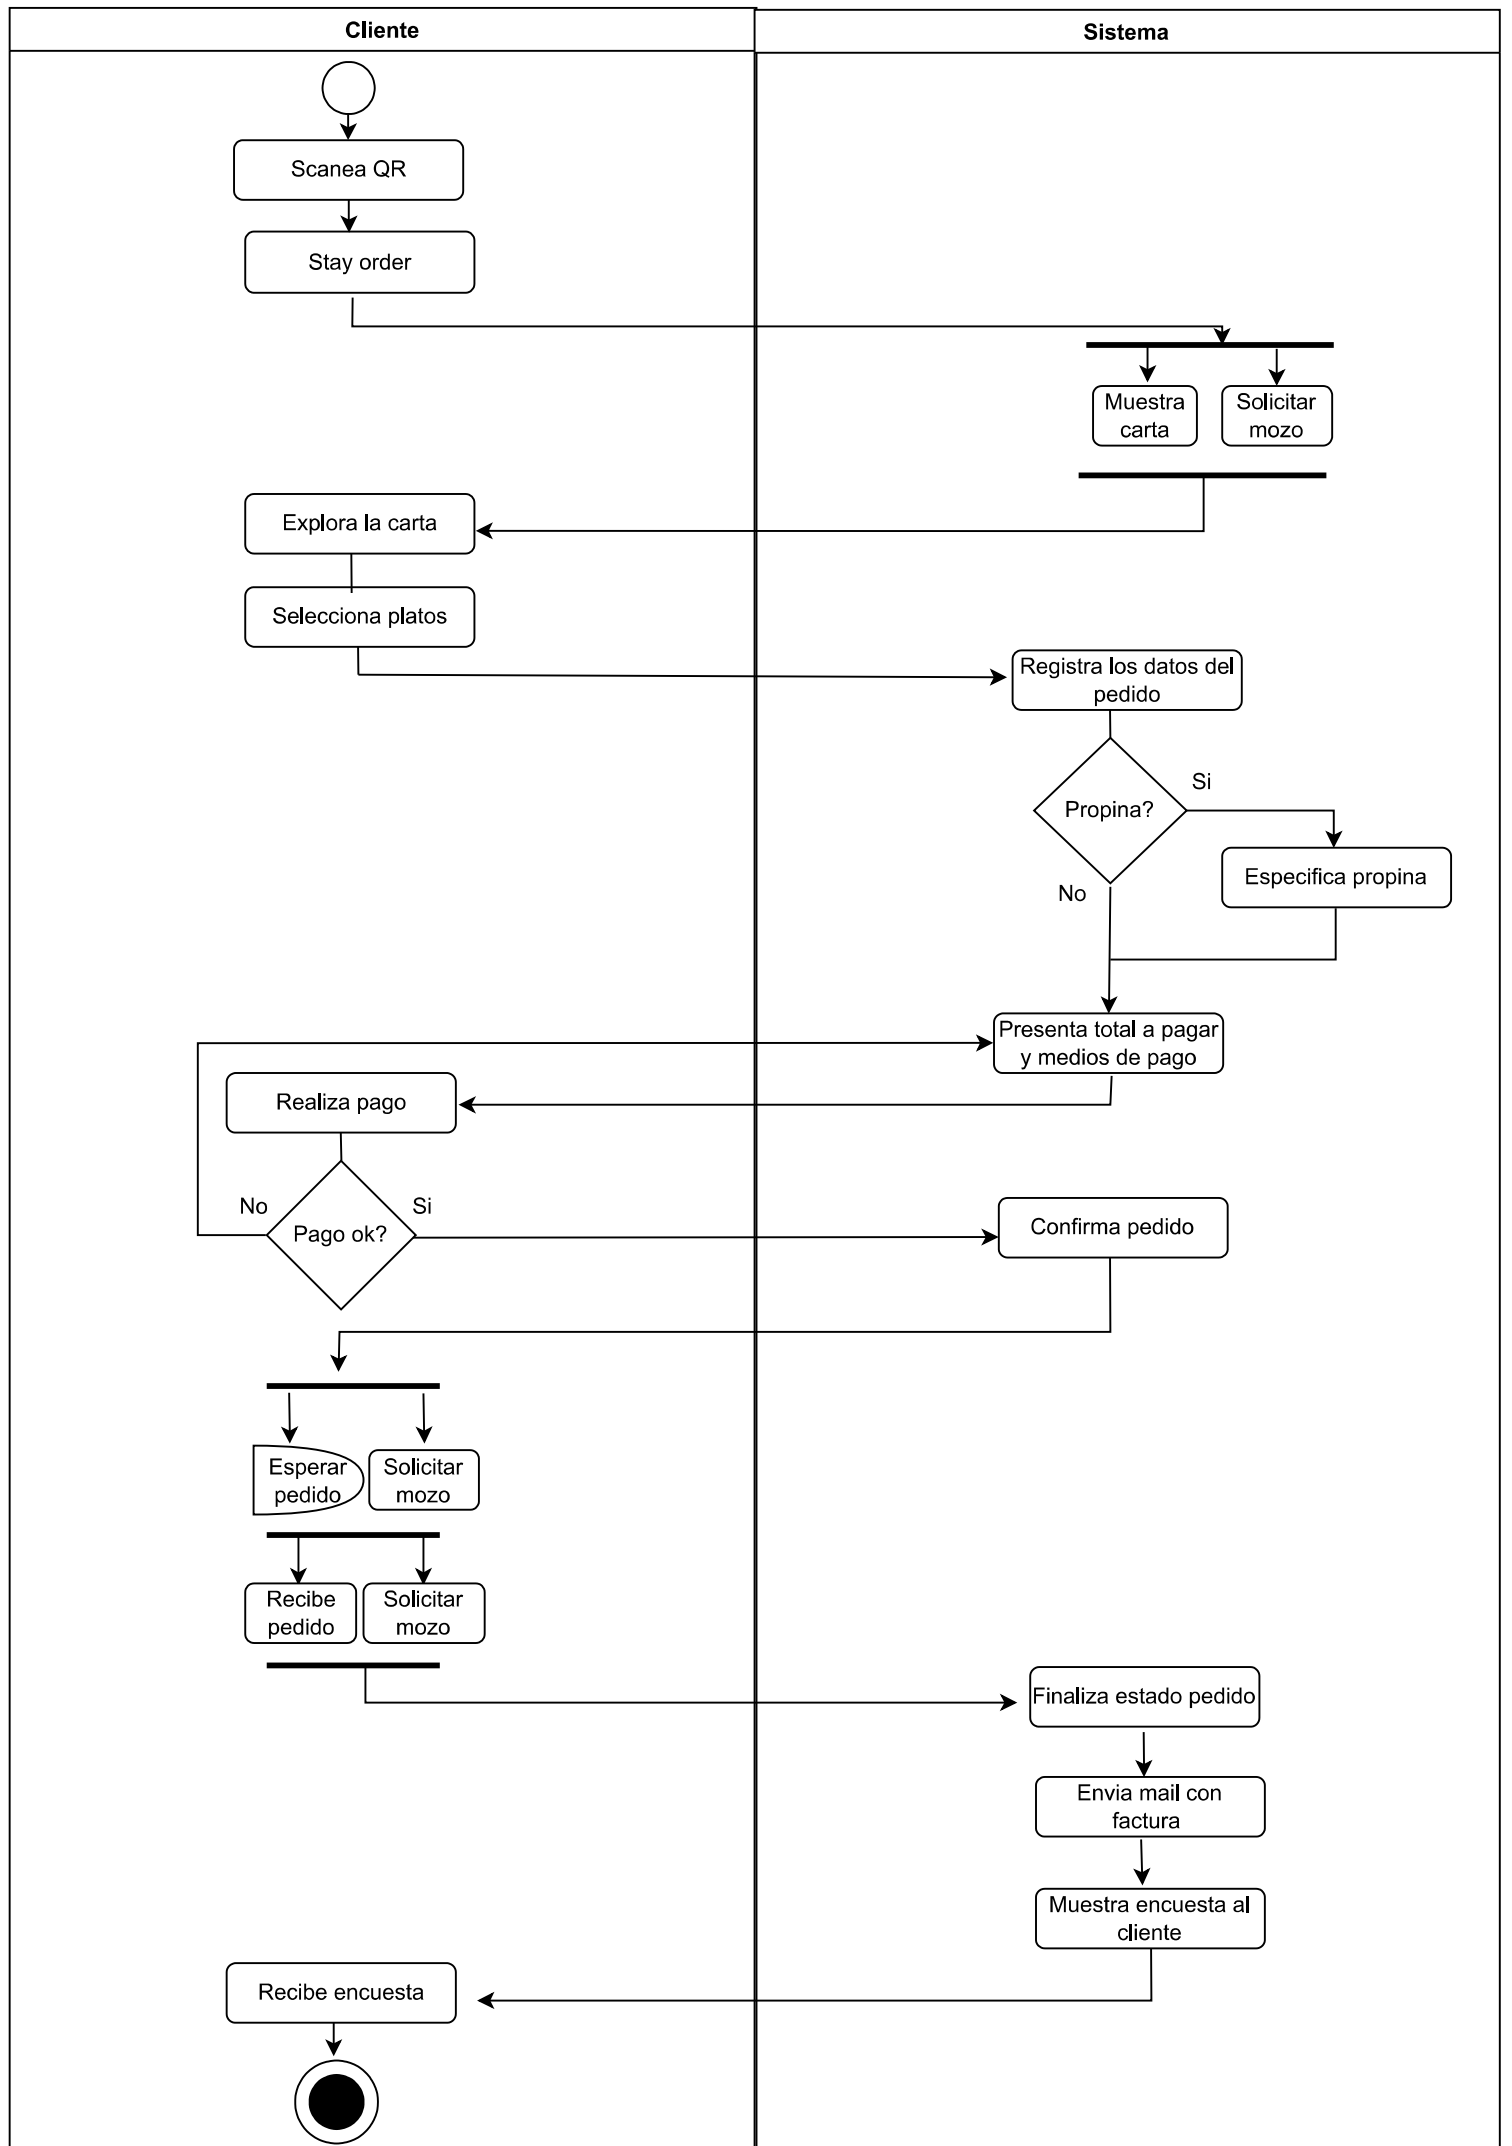 Cliente
Sistema
Scanea QR
Stay order
Muestra
carta
Solicitar
mozo
Explora la carta
Selecciona platos
Registra los datos del
pedido
Propina?
Si
No
Especifica propina
Presenta total a pagar
y medios de pago
Realiza pago
No
Si
Pago ok?
Confirma pedido
Esperar
pedido
Solicitar
mozo
Recibe
pedido
Solicitar
mozo
Finaliza estado pedido
Envia mail con
factura
Muestra encuesta al
cliente
Recibe encuesta